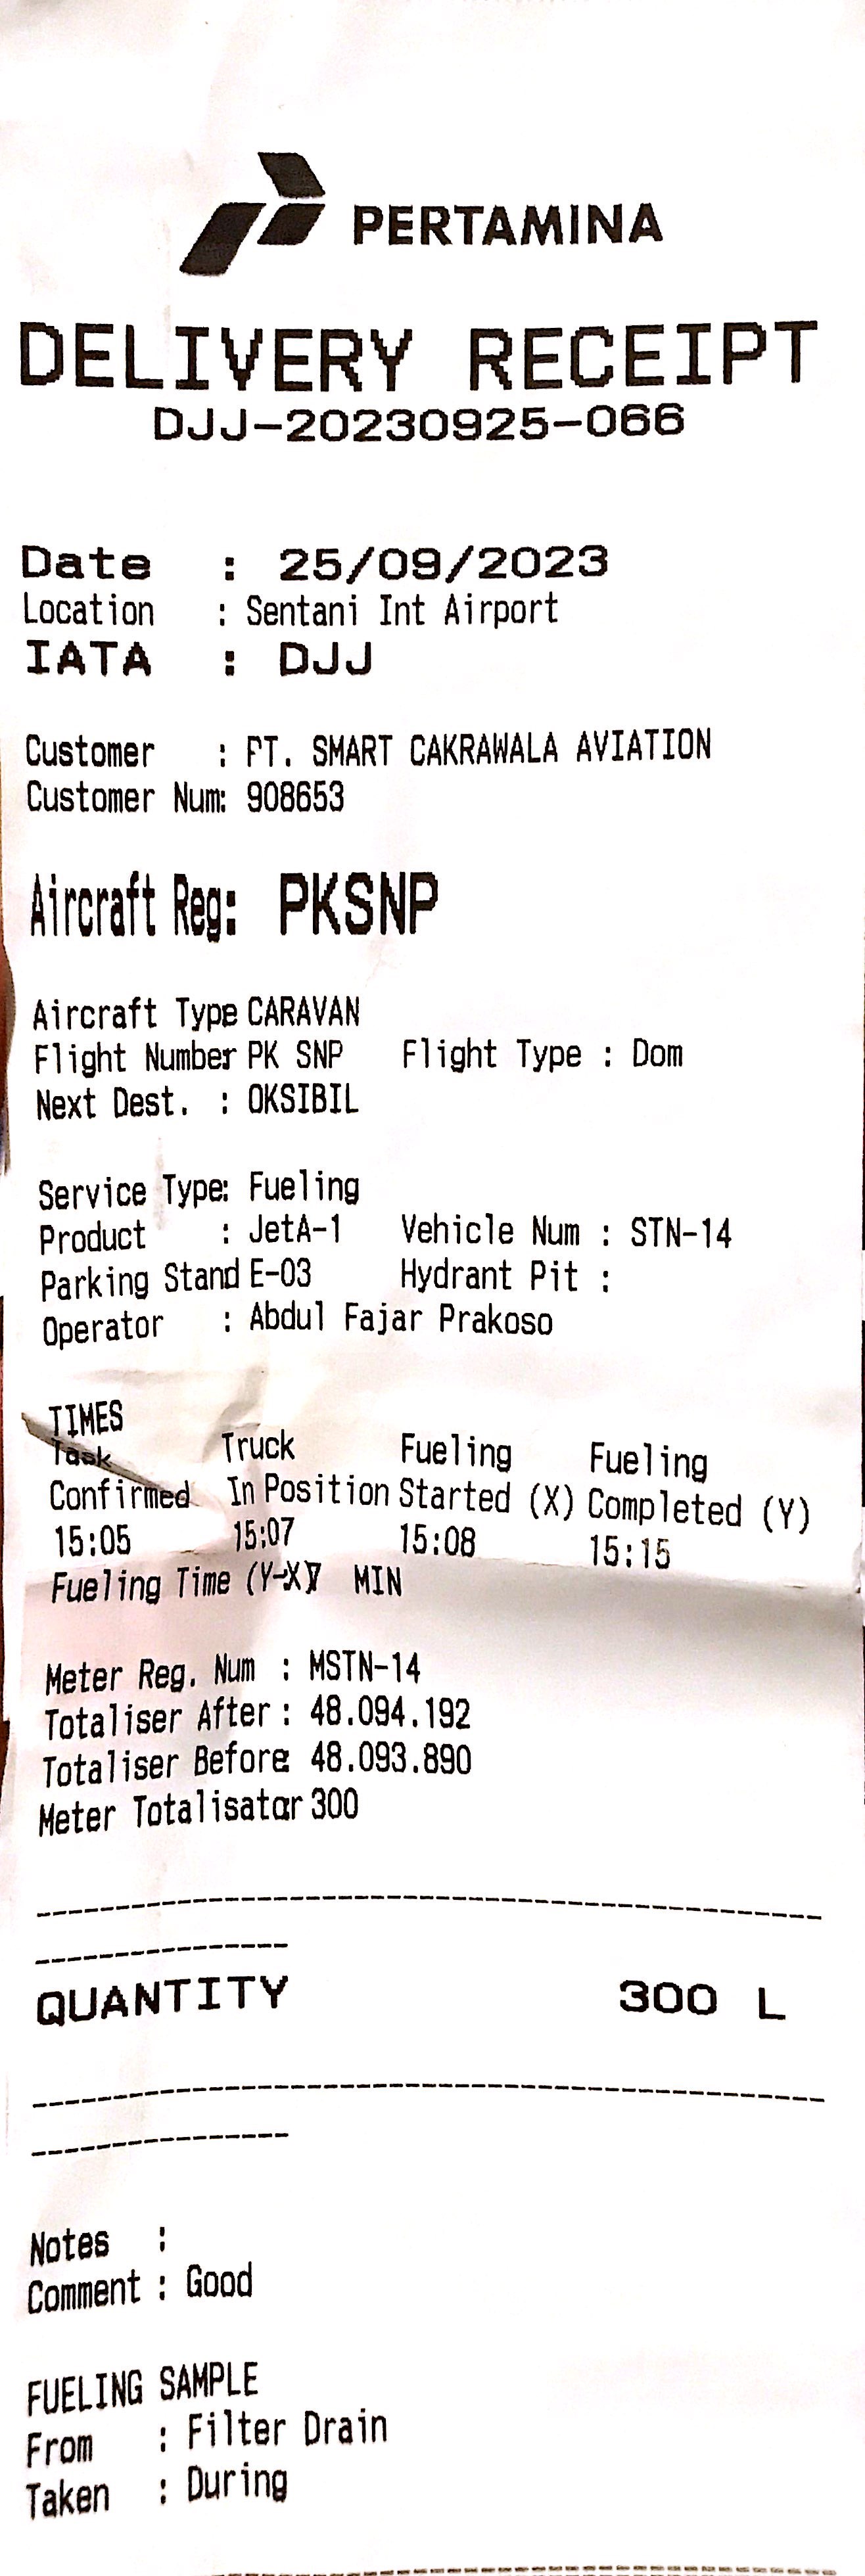 PERTAMINA
DELIVERY RECEIPT
DJJ-20230925-066
Date : 25/09/2023
Location : Sentani Int Airport
IATA : DJJ
Customer : PT. SMART CAKRAWALA AVIATION
Customer Num: 908653
Aircraft Reg: PKSNP
Aircraft Type CARAVAN
Flight Number PK SNP Flight Type : Dom
Next Dest. : OKSIBIL
Service Type: Fueling
Product : JetA-1 Vehicle Num : STN-14
Parking Stand E-03 Hydrant Pit :
Operator : Abdul Fajar Prakoso
TIMES
Task Truck Fueling Fueling
Confirmed In Position Started (X) Completed (Y)
15:05 15:07 15:08 15:15
Fueling Time (Y-X) 7 MIN
Meter Reg. Num : MSTN-14
Totaliser After : 48.094.192
Totaliser Before: 48.093.890
Meter Totalisator 300
QUANTITY 300 L
Notes :
Comment : Good
FUELING SAMPLE
From : Filter Drain
Taken : During